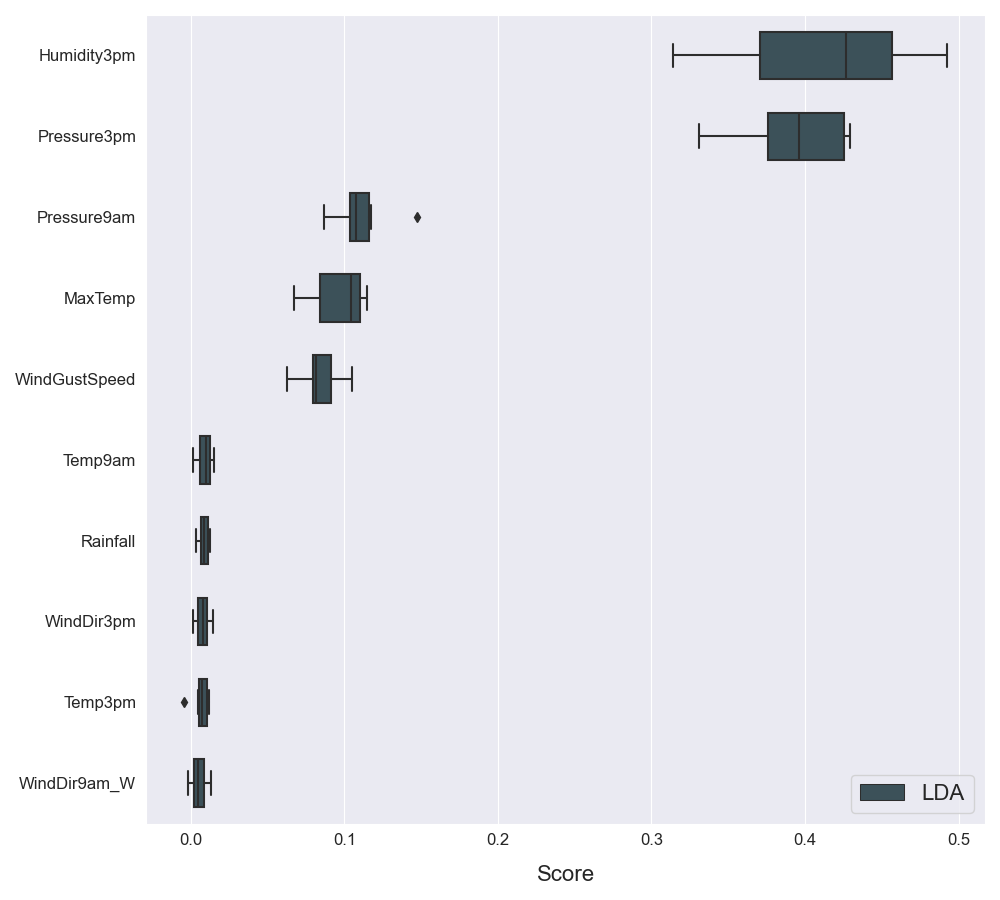 Humidity3pm
Pressure3pm
Pressure9am
MaxTemp
WindGustSpeed
Temp9am
Rainfall
WindDir3pm
Temp3pm
WindDir9am_W
LDA
0.0 0.1 0.2 0.3 0.4 0.5
Score